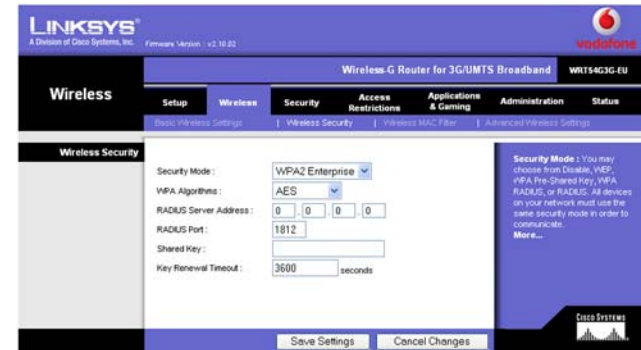 LINKSYS®
A Division of Cisco Systems, Inc.
Firmware Version : v2.10.02
vodafone
Wireless-G Router for 3G/UMTS Broadband WRT54G3G-EU
Wireless
Setup Wireless Security Access Restrictions Applications & Gaming Administration Status
Basic Wireless Settings | Wireless Security | Wireless MAC Filter | Advanced Wireless Settings
Wireless Security
Security Mode : WPA2 Enterprise
WPA Algorithms : AES
RADIUS Server Address : 0 . 0 . 0 . 0
RADIUS Port : 1812
Shared Key :
Key Renewal Timeout : 3600 seconds
Security Mode : You may
choose from Disable, WEP,
WPA Pre-Shared Key, WPA
RADIUS, or RADIUS. All devices
on your network must use the
same security mode in order to
communicate.
More...
CISCO SYSTEMS
Save Settings Cancel Changes